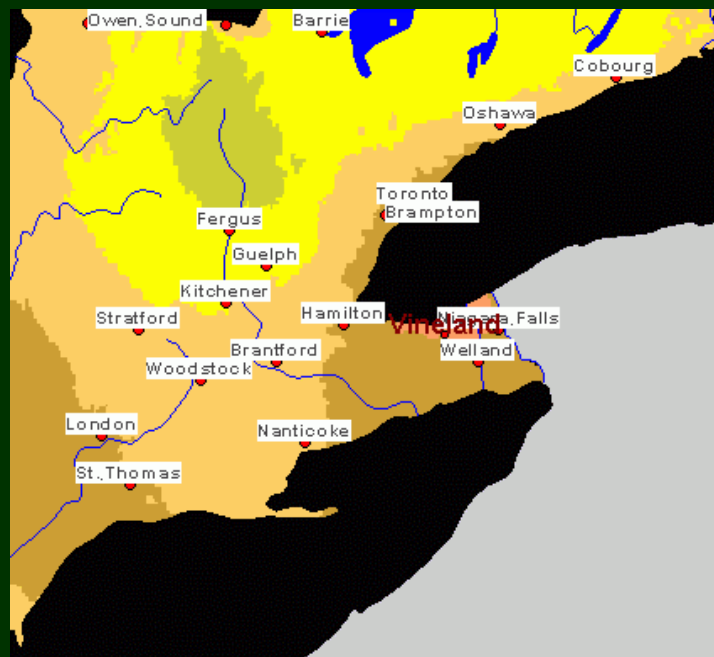 Owen.Sound
Barrie
Cobourg
Oshawa
Toronto
Brampton
Fergus
Guelph
Kitchener
Stratford
Hamilton
Vineland
Niagara.Falls
Brantford
Welland
Woodstock
London
Nanticoke
St.,Thomas